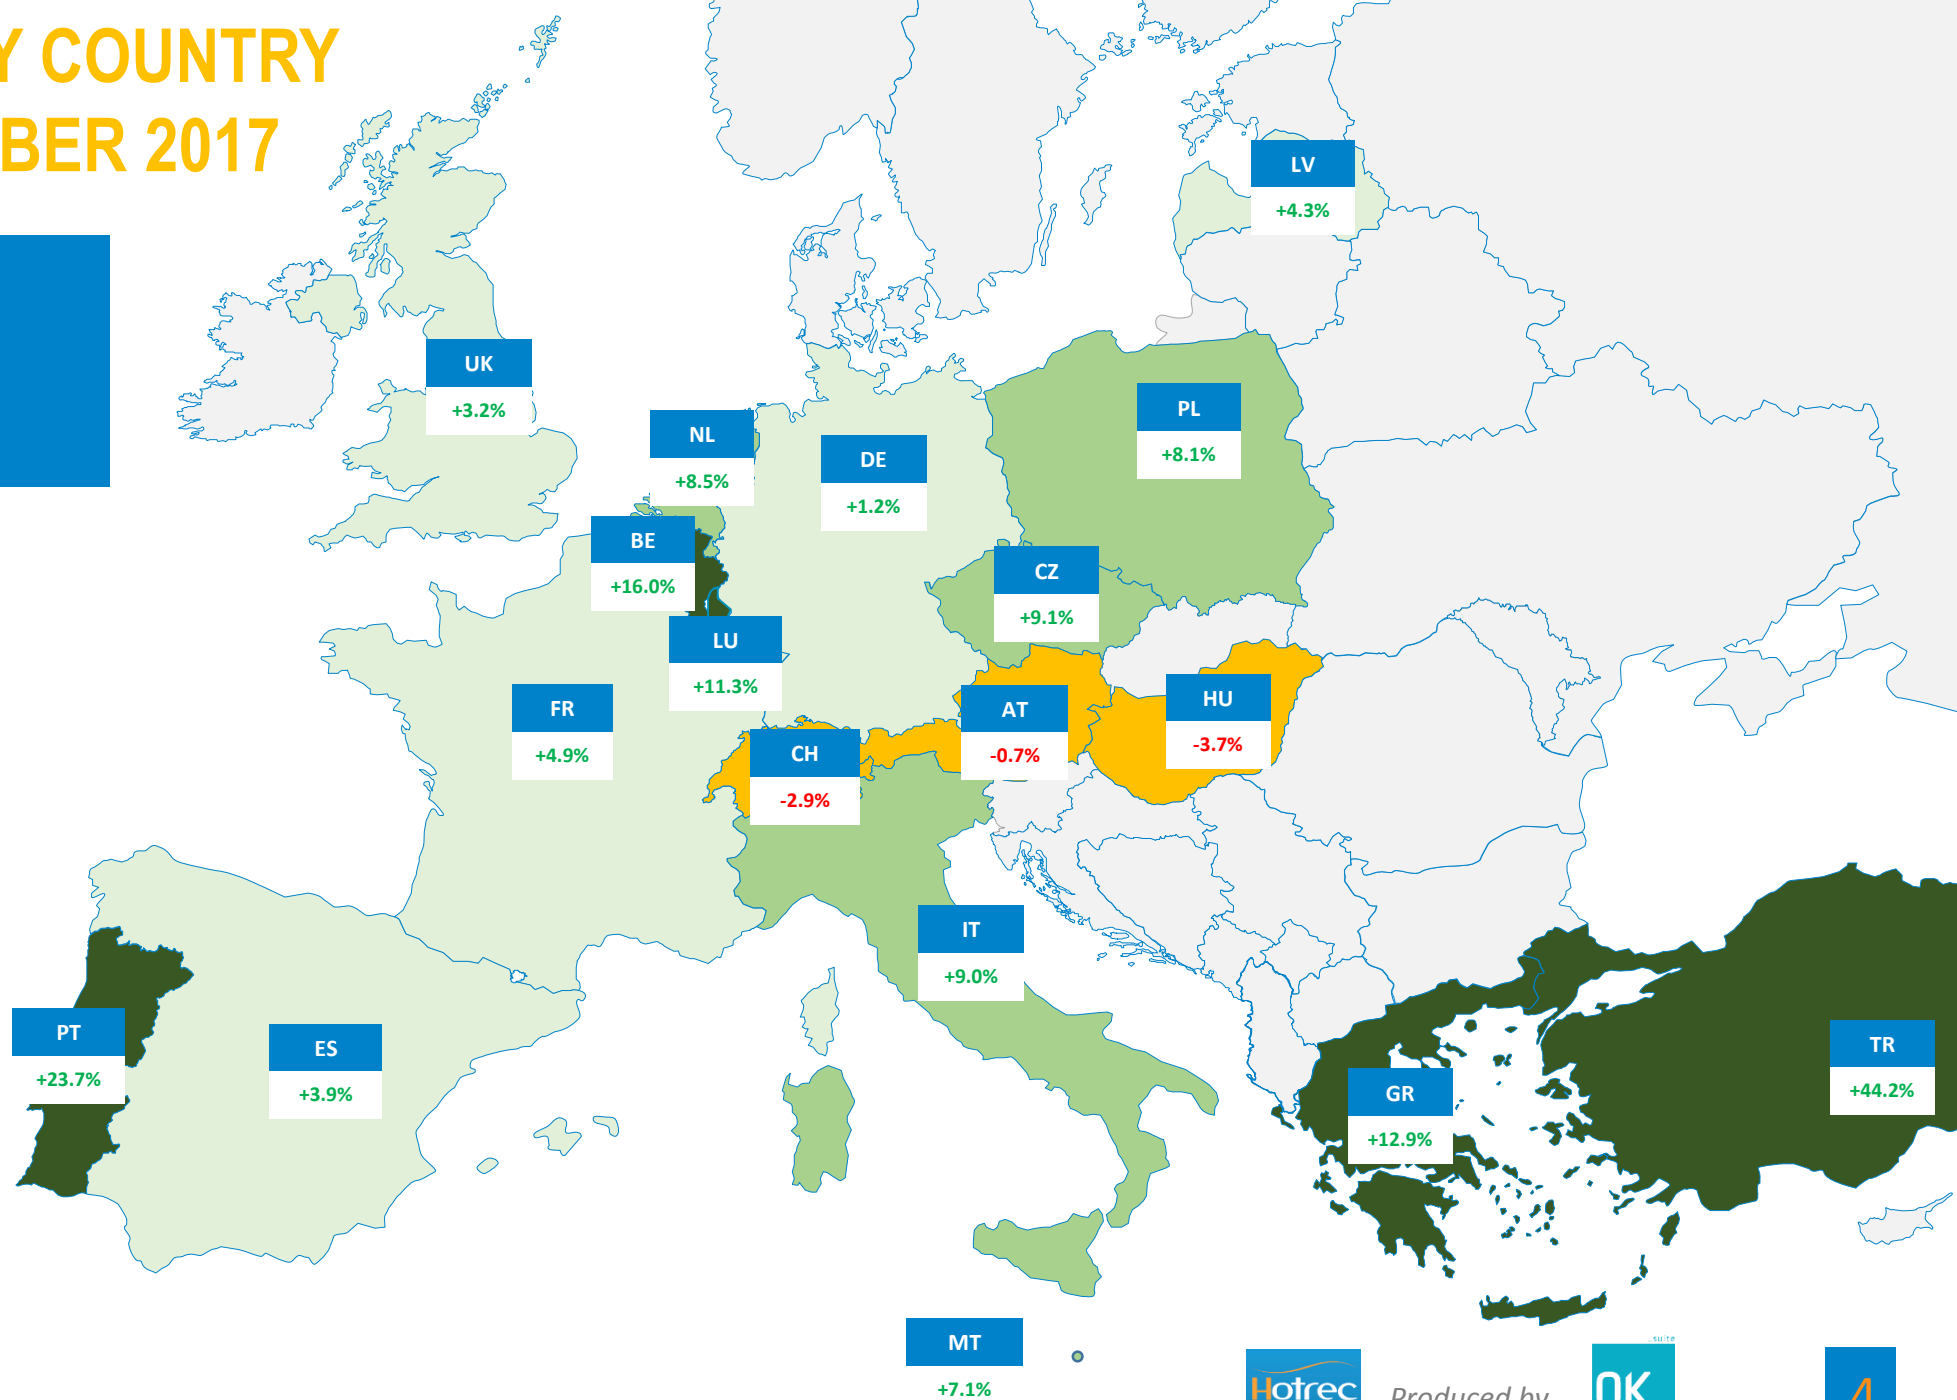 Y COUNTRY
BER 2017
LV
+4.3%
UK
+3.2%
PL
+8.1%
NL
+8.5%
DE
+1.2%
BE
+16.0%
CZ
+9.1%
LU
+11.3%
FR
+4.9%
AT
-0.7%
HU
-3.7%
CH
-2.9%
IT
+9.0%
PT
+23.7%
ES
+3.9%
TR
+44.2%
GR
+12.9%
MT
+7.1%
suite
Hotrec
Produced by
OK
4